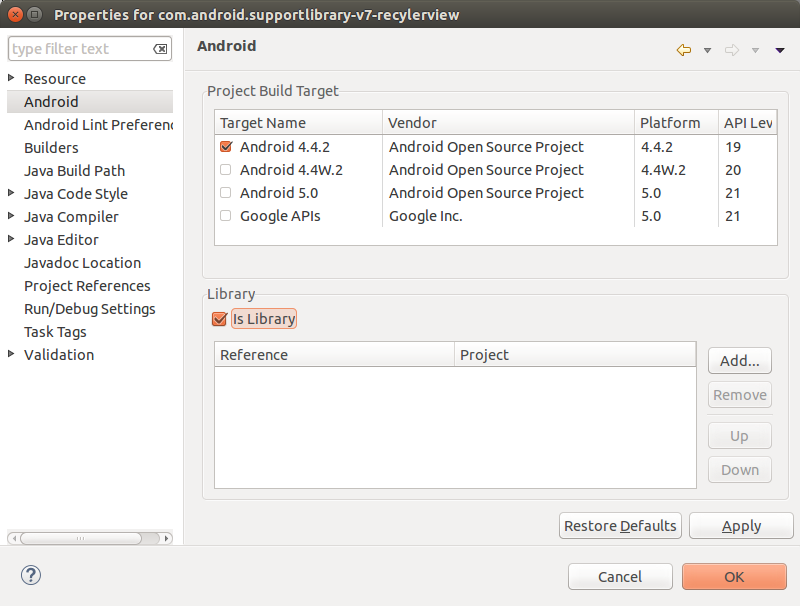 Properties for com.android.supportlibrary-v7-recylerview
type filter text
Android
Resource
Android
Android Lint Preferenc
Builders
Java Build Path
Java Code Style
Java Compiler
Java Editor
Javadoc Location
Project References
Run/Debug Settings
Task Tags
Validation
Project Build Target
Target Name Vendor Platform API Lev
Android 4.4.2 Android Open Source Project 4.4.2 19
Android 4.4W.2 Android Open Source Project 4.4W.2 20
Android 5.0 Android Open Source Project 5.0 21
Google APIs Google Inc. 5.0 21
Library
Is Library
Reference Project
Add...
Remove
Up
Down
Restore Defaults Apply
? Cancel OK